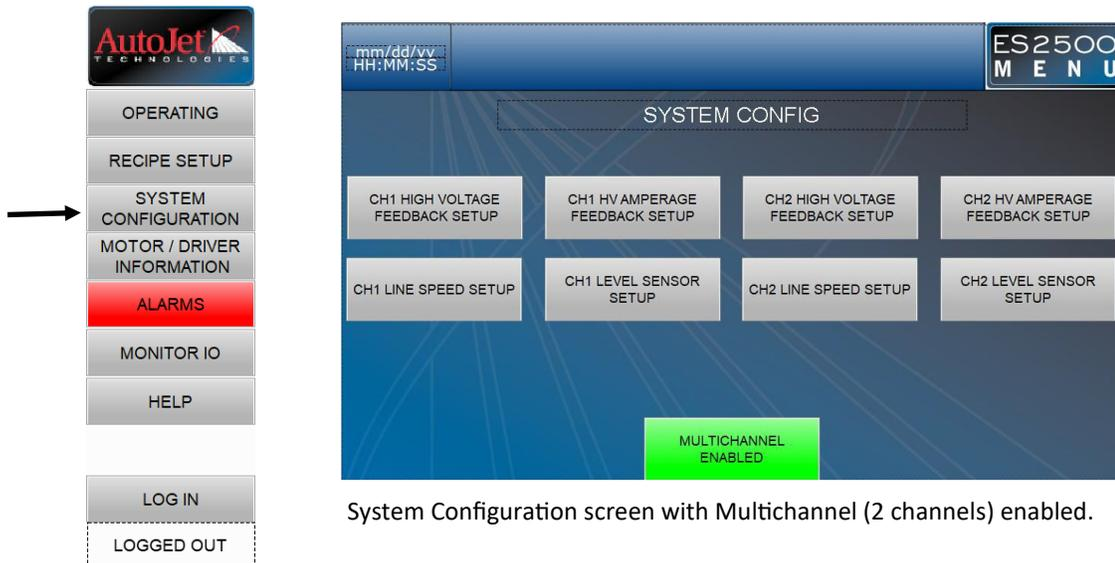 AutoJet
TECHNOLOGIES
OPERATING
RECIPE SETUP
SYSTEM
CONFIGURATION
MOTOR / DRIVER
INFORMATION
ALARMS
MONITOR IO
HELP
LOG IN
LOGGED OUT
mm/dd/yy
HH:MM:SS
ES2500
MENU
SYSTEM CONFIG
CH1 HIGH VOLTAGE
FEEDBACK SETUP
CH1 HV AMPERAGE
FEEDBACK SETUP
CH2 HIGH VOLTAGE
FEEDBACK SETUP
CH2 HV AMPERAGE
FEEDBACK SETUP
CH1 LINE SPEED SETUP
CH1 LEVEL SENSOR
SETUP
CH2 LINE SPEED SETUP
CH2 LEVEL SENSOR
SETUP
MULTICHANNEL
ENABLED
System Configuration screen with Multichannel (2 channels) enabled.